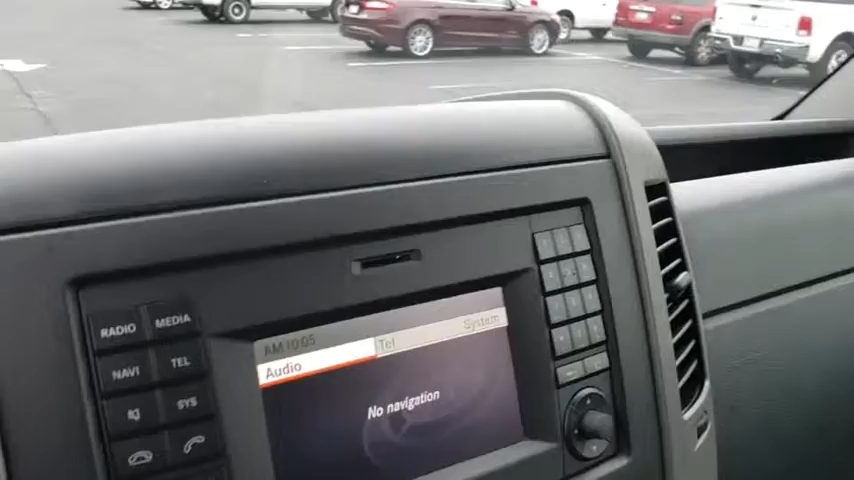 RADIO
MEDIA
NAVI
TEL
SYS
AM 10:05
Audio
Tel
System
No navigation